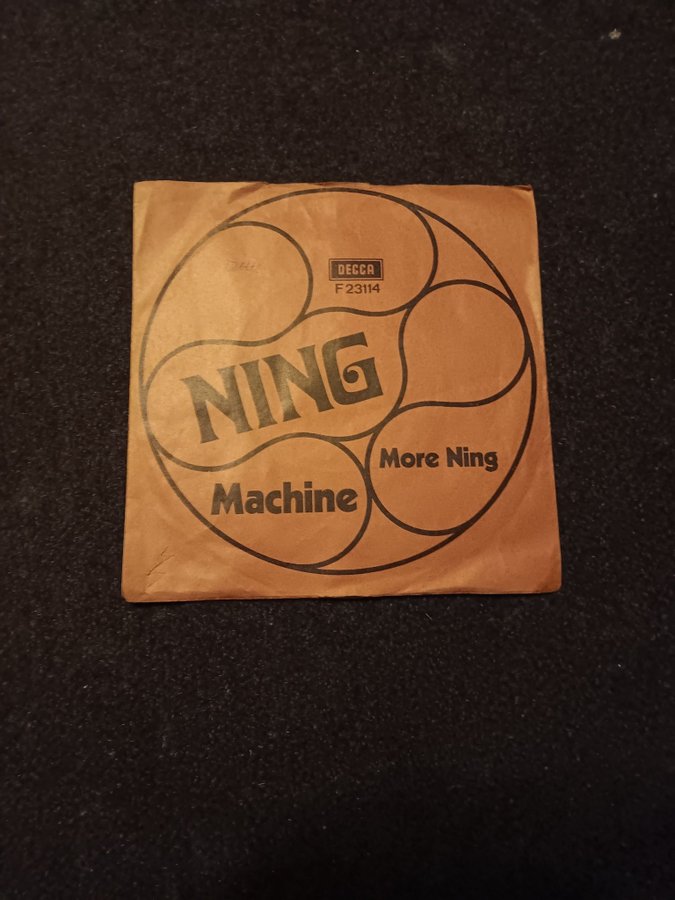 DECCA
F 23114
NING
More Ning
Machine